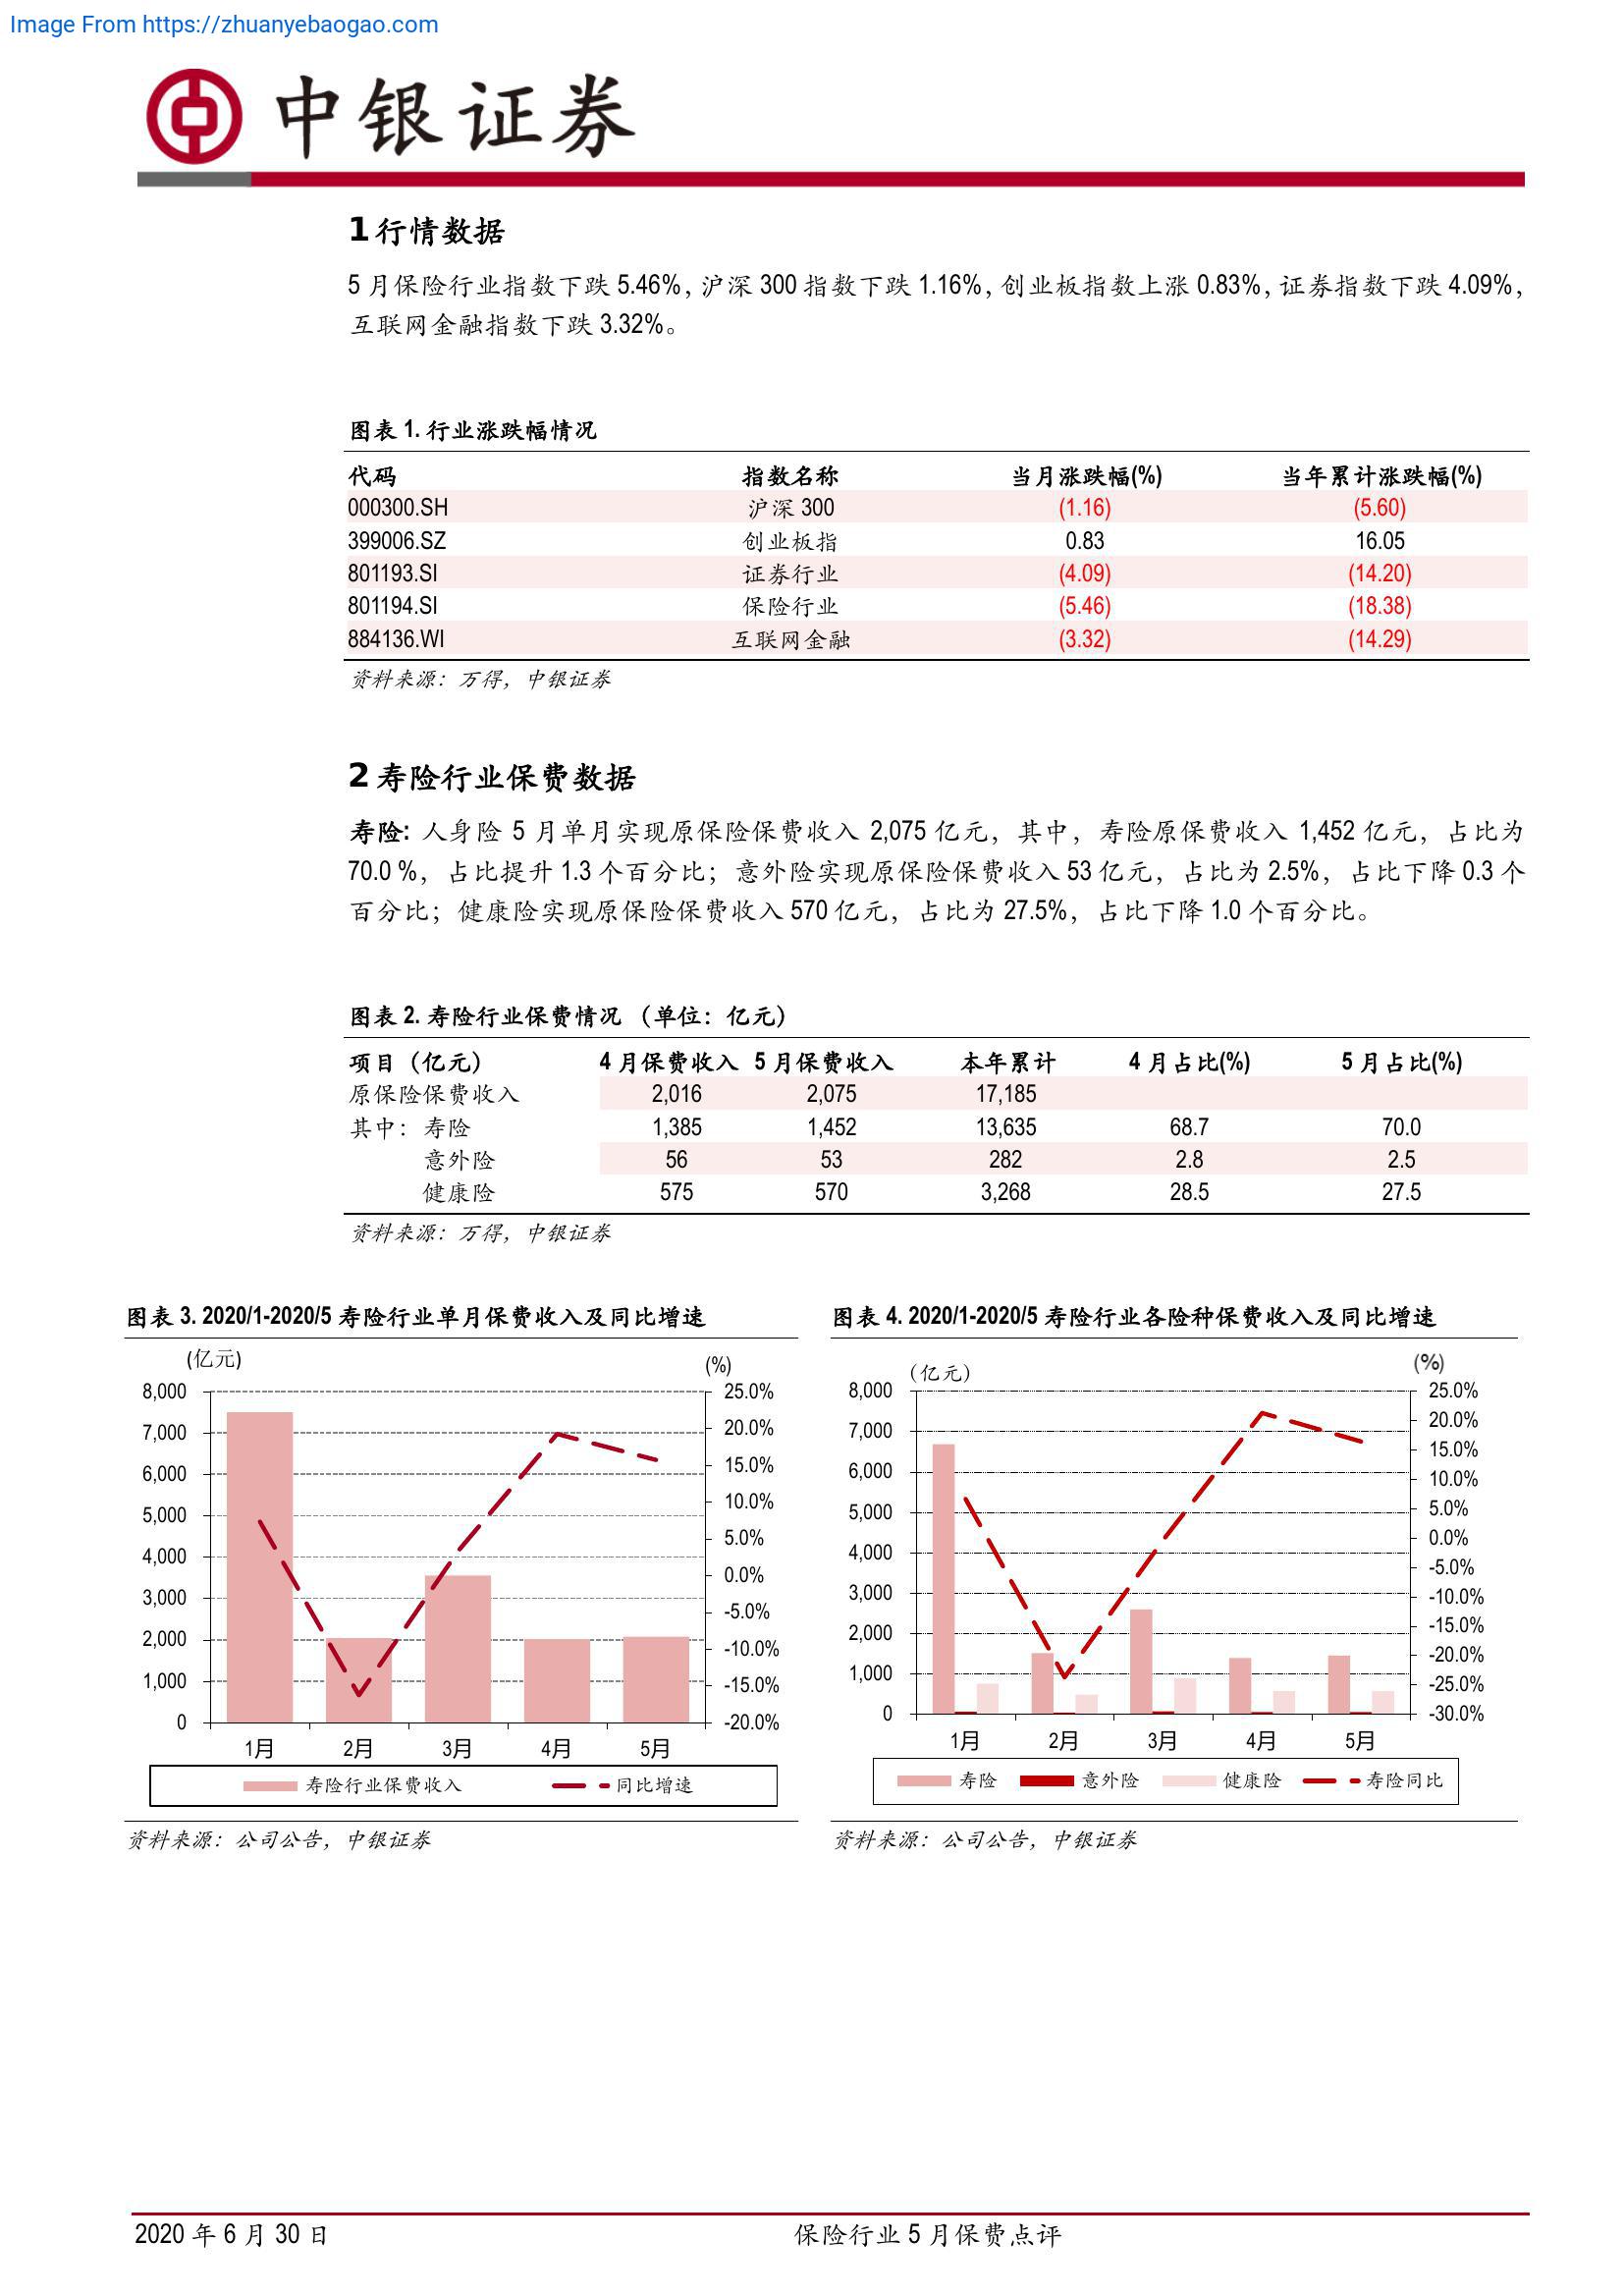 Image From https://zhuanyebaogao.com
中银证券
1 行情数据
5 月保险行业指数下跌 5.46%，沪深 300 指数下跌 1.16%，创业板指数上涨 0.83%，证券指数下跌 4.09%，
互联网金融指数下跌 3.32%。
图表 1. 行业涨跌幅情况
代码 指数名称 当月涨跌幅(%) 当年累计涨跌幅(%)
000300.SH 沪深 300 (1.16) (5.60)
399006.SZ 创业板指 0.83 16.05
801193.SI 证券行业 (4.09) (14.20)
801194.SI 保险行业 (5.46) (18.38)
884136.WI 互联网金融 (3.32) (14.29)
资料来源：万得，中银证券
2 寿险行业保费数据
寿险：人身险 5 月单月实现原保险保费收入 2,075 亿元，其中，寿险原保费收入 1,452 亿元，占比为
70.0 %，占比提升 1.3 个百分比；意外险实现原保险保费收入 53 亿元，占比为 2.5%，占比下降 0.3 个
百分比；健康险实现原保险保费收入 570 亿元，占比为 27.5%，占比下降 1.0 个百分比。
图表 2. 寿险行业保费情况 （单位：亿元）
项目（亿元） 4 月保费收入 5 月保费收入 本年累计 4 月占比(%) 5 月占比(%)
原保险保费收入 2,016 2,075 17,185
其中：寿险 1,385 1,452 13,635 68.7 70.0
意外险 56 53 282 2.8 2.5
健康险 575 570 3,268 28.5 27.5
资料来源：万得，中银证券
图表 3. 2020/1-2020/5 寿险行业单月保费收入及同比增速
(亿元) (%)
8,000 25.0%
7,000 20.0%
6,000 15.0%
5,000 10.0%
4,000 5.0%
3,000 0.0%
2,000 -5.0%
1,000 -10.0%
0 -15.0%
-20.0%
1月 2月 3月 4月 5月
寿险行业保费收入 同比增速
资料来源：公司公告，中银证券
图表 4. 2020/1-2020/5 寿险行业各险种保费收入及同比增速
（亿元） (%)
8,000 25.0%
7,000 20.0%
6,000 15.0%
5,000 10.0%
4,000 5.0%
3,000 0.0%
2,000 -5.0%
1,000 -10.0%
0 -15.0%
-20.0%
-25.0%
-30.0%
1月 2月 3月 4月 5月
寿险 意外险 健康险 寿险同比
资料来源：公司公告，中银证券
2020 年 6 月 30 日 保险行业 5 月保费点评